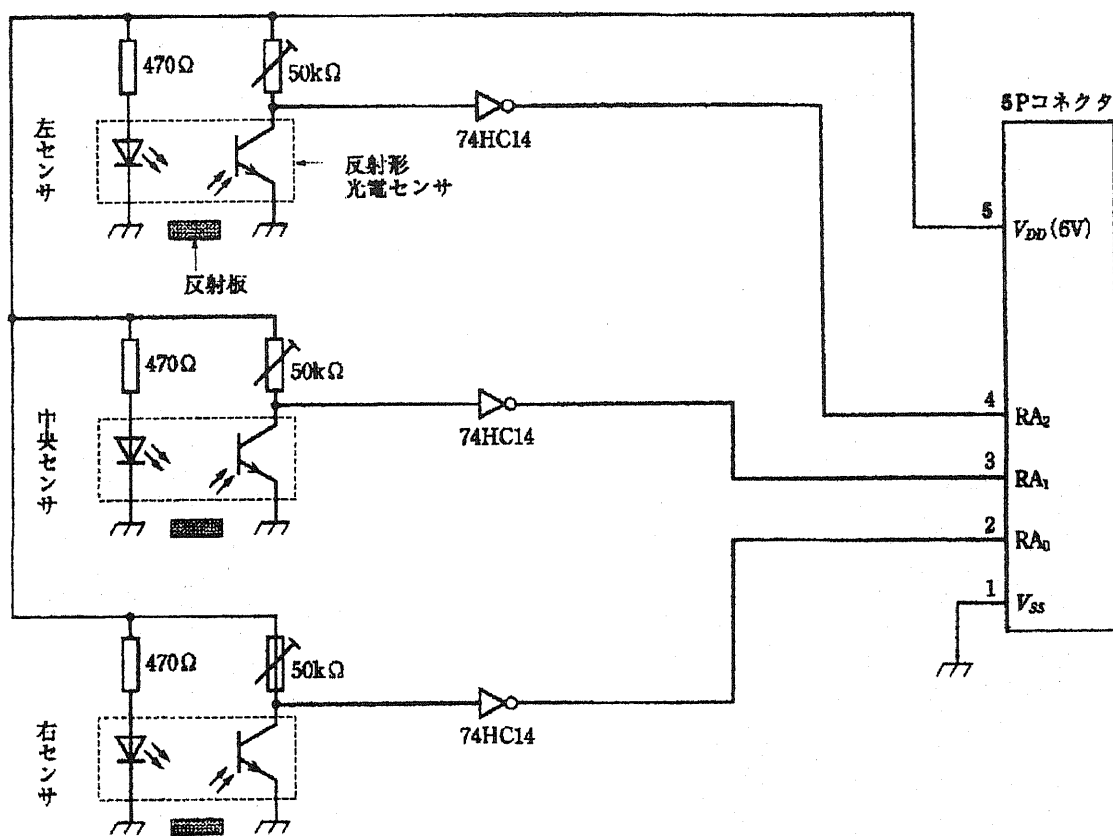 470Ω
50kΩ
左センサ
74HC14
反射形
光電センサ
反射板
5Pコネクタ
5
V_DD(5V)
470Ω
50kΩ
中央センサ
74HC14
4
RA₂
3
RA₁
2
RA₀
1
V_SS
470Ω
50kΩ
右センサ
74HC14